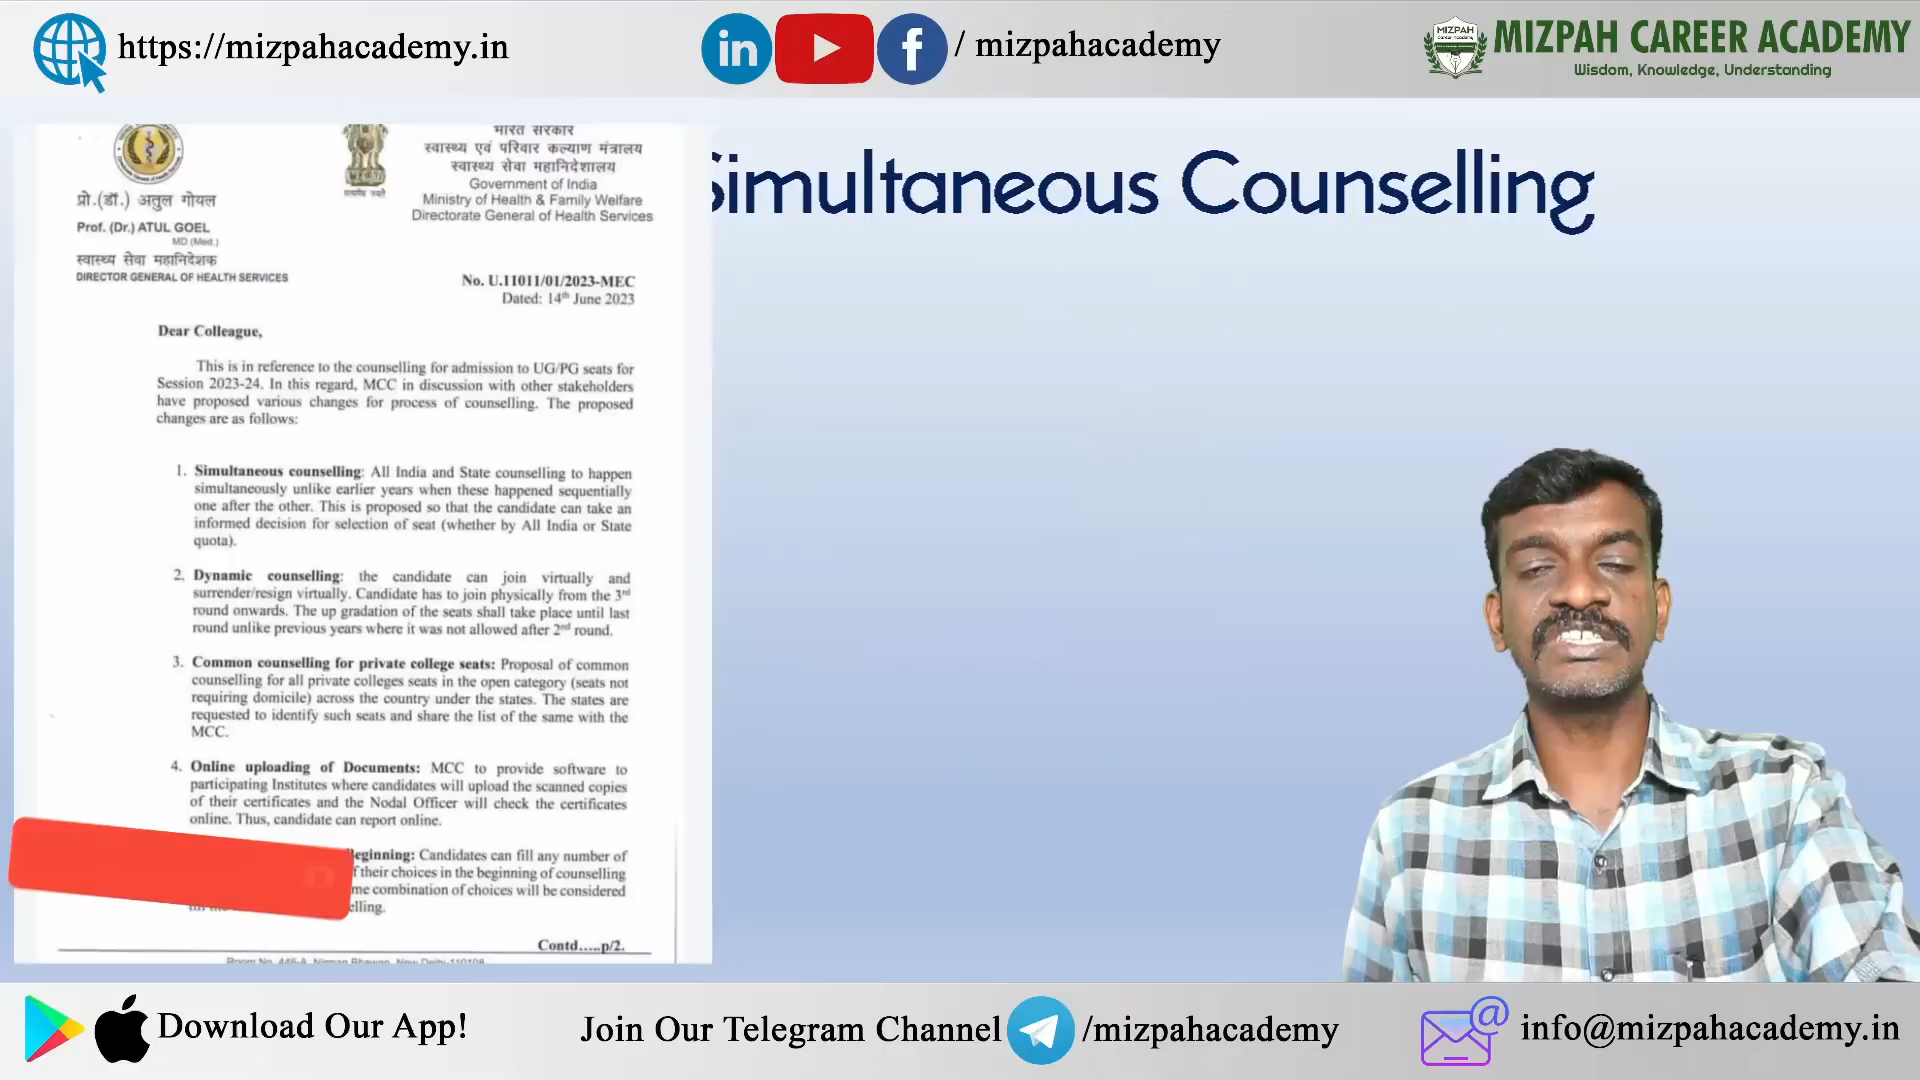 https://mizpahacademy.in
/ mizpahacademy
MIZPAH
MIZPAH CAREER ACADEMY
Wisdom, Knowledge, Understanding
Simultaneous Counselling
भारत सरकार
स्वास्थ्य एवं परिवार कल्याण मंत्रालय
स्वास्थ्य सेवा महानिदेशालय
Government of India
Ministry of Health & Family Welfare
Directorate General of Health Services
प्रो.(डॉ.) अतुल गोयल
Prof. (Dr.) ATUL GOEL
MD (Med.)
स्वास्थ्य सेवा महानिदेशक
DIRECTOR GENERAL OF HEALTH SERVICES
No. U.11011/01/2023-MEC
Dated: 14th June 2023
Dear Colleague,
This is in reference to the counselling for admission to UG/PG seats for
Session 2023-24. In this regard, MCC in discussion with other stakeholders
have proposed various changes for process of counselling. The proposed
changes are as follows:
1. Simultaneous counselling: All India and State counselling to happen
simultaneously unlike earlier years when these happened sequentially
one after the other. This is proposed so that the candidate can take an
informed decision for selection of seat (whether by All India or State
quota).
2. Dynamic counselling: the candidate can join virtually and
surrender/resign virtually. Candidate has to join physically from the 3rd
round onwards. The up gradation of the seats shall take place until last
round unlike previous years where it was not allowed after 2nd round.
3. Common counselling for private college seats: Proposal of common
counselling for all private colleges seats in the open category (seats not
requiring domicile) across the country under the states. The states are
requested to identify such seats and share the list of the same with the
MCC.
4. Online uploading of Documents: MCC to provide software to
participating Institutes where candidates will upload the scanned copies
of their certificates and the Nodal Officer will check the certificates
online. Thus, candidate can report online.
Beginning: Candidates can fill any number of
f their choices in the beginning of counselling
me combination of choices will be considered
elling.
Contd.....p/2.
Room No. 446-A, Nirman Bhawan, New Delhi-110108
Download Our App!
Join Our Telegram Channel /mizpahacademy
info@mizpahacademy.in